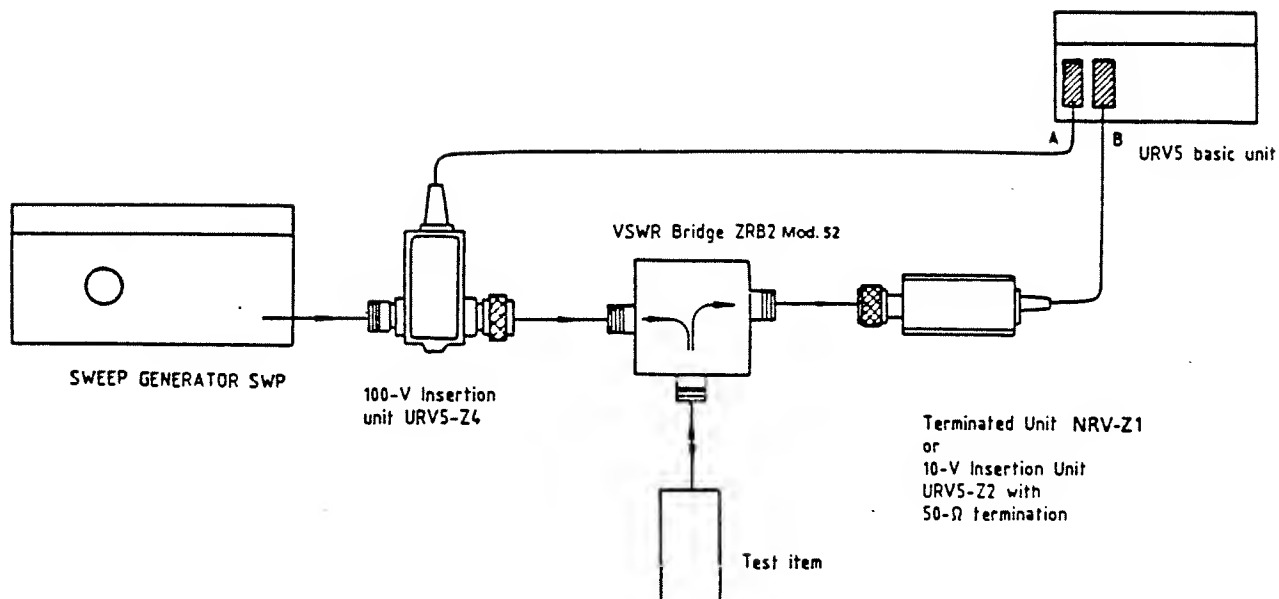 A
B
URV5 basic unit
VSWR Bridge ZRB2 Mod. 52
SWEEP GENERATOR SWP
100-V Insertion
unit URV5-Z4
Terminated Unit NRV-Z1
or
10-V Insertion Unit
URV5-Z2 with
50-Ω termination
Test item